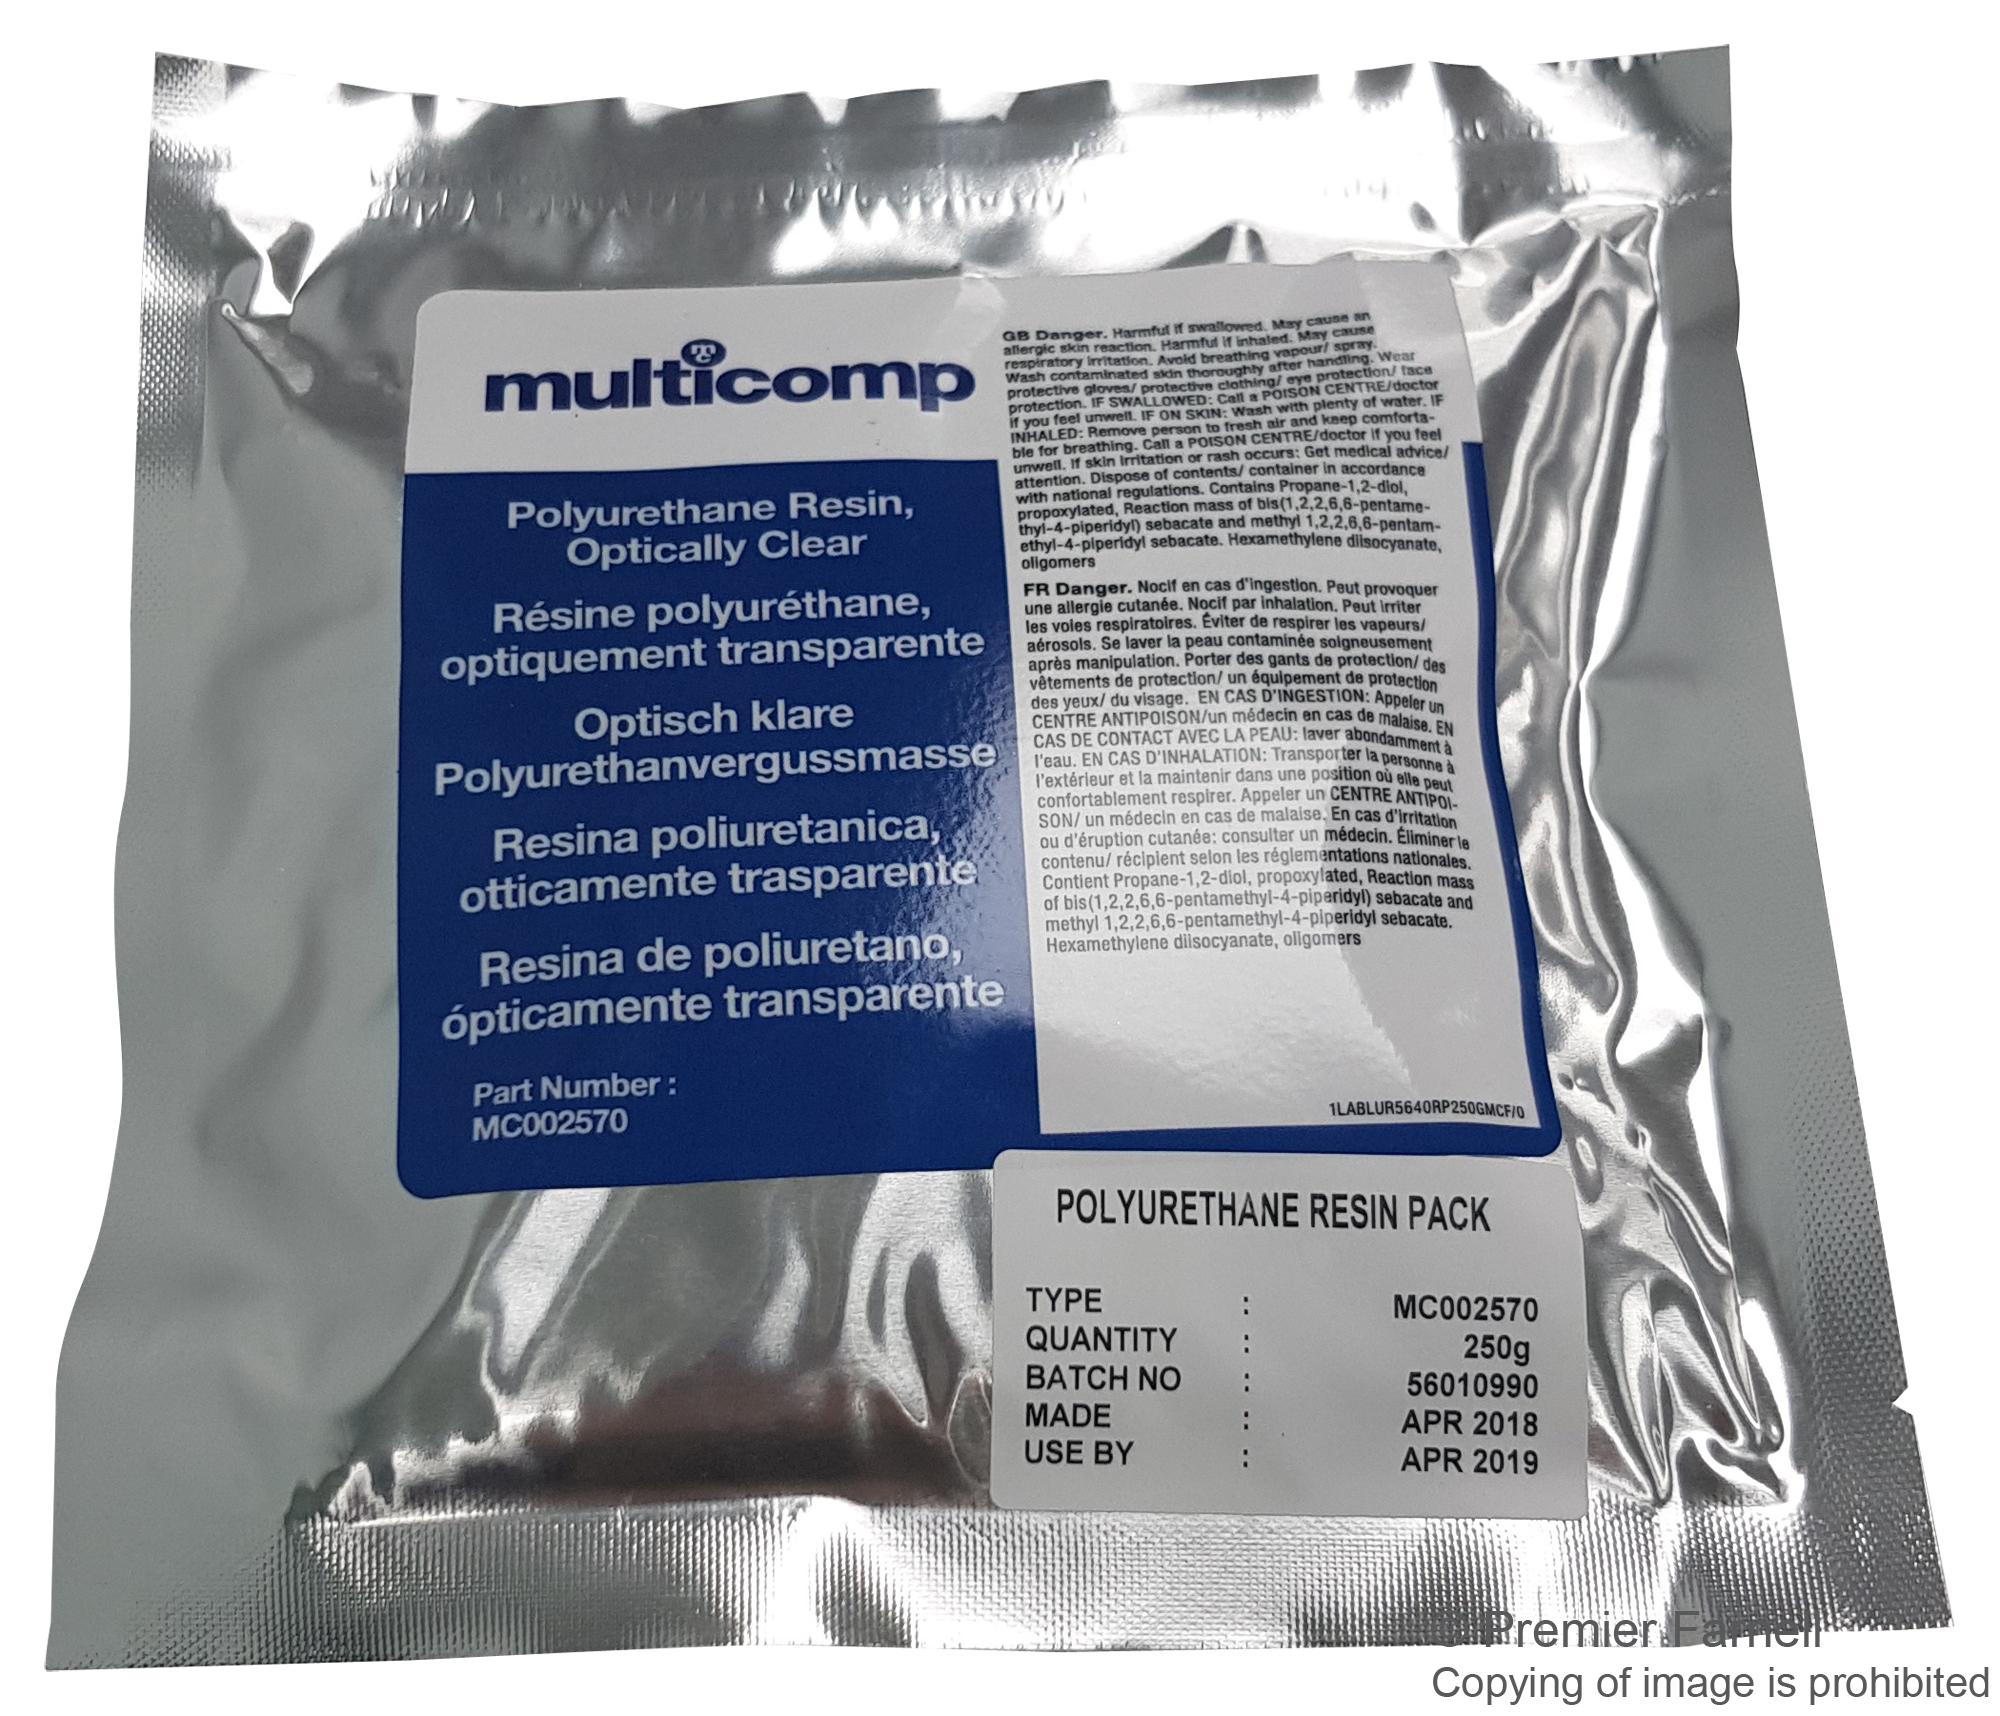 mc
multicomp
Polyurethane Resin,
Optically Clear
Résine polyuréthane,
optiquement transparente
Optisch klare
Polyurethanvergussmasse
Resina poliuretanica,
otticamente trasparente
Resina de poliuretano,
ópticamente transparente
Part Number :
MC002570
GB Danger. Harmful if swallowed. May cause an
allergic skin reaction. Harmful if inhaled. May cause
respiratory irritation. Avoid breathing vapour/ spray.
Wash contaminated skin thoroughly after handling. Wear
protective gloves/ protective clothing/ eye protection/ face
protection. IF SWALLOWED: Call a POISON CENTRE/doctor
if you feel unwell. IF ON SKIN: Wash with plenty of water. IF
INHALED: Remove person to fresh air and keep comforta-
ble for breathing. Call a POISON CENTRE/doctor if you feel
unwell. If skin irritation or rash occurs: Get medical advice/
attention. Dispose of contents/ container in accordance
with national regulations. Contains Propane-1,2-diol,
propoxylated, Reaction mass of bis(1,2,2,6,6-pentame-
thyl-4-piperidyl) sebacate and methyl 1,2,2,6,6-pentam-
ethyl-4-piperidyl sebacate. Hexamethylene diisocyanate,
oligomers
FR Danger. Nocif en cas d'ingestion. Peut provoquer
une allergie cutanée. Nocif par inhalation. Peut irriter
les voies respiratoires. Éviter de respirer les vapeurs/
aérosols. Se laver la peau contaminée soigneusement
après manipulation. Porter des gants de protection/ des
vêtements de protection/ un équipement de protection
des yeux/ du visage. EN CAS D'INGESTION: Appeler un
CENTRE ANTIPOISON/un médecin en cas de malaise. EN
CAS DE CONTACT AVEC LA PEAU: laver abondamment à
l'eau. EN CAS D'INHALATION: Transporter la personne à
l'extérieur et la maintenir dans une position où elle peut
confortablement respirer. Appeler un CENTRE ANTIPOI-
SON/ un médecin en cas de malaise. En cas d'irritation
ou d'éruption cutanée: consulter un médecin. Éliminer le
contenu/ récipient selon les réglementations nationales.
Contient Propane-1,2-diol, propoxylated, Reaction mass
of bis(1,2,2,6,6-pentamethyl-4-piperidyl) sebacate and
methyl 1,2,2,6,6-pentamethyl-4-piperidyl sebacate.
Hexamethylene diisocyanate, oligomers
1LABLUR5640RP250GMCF/0
POLYURETHANE RESIN PACK
TYPE : MC002570
QUANTITY : 250g
BATCH NO : 56010990
MADE : APR 2018
USE BY : APR 2019
© Premier Farnell
Copying of image is prohibited